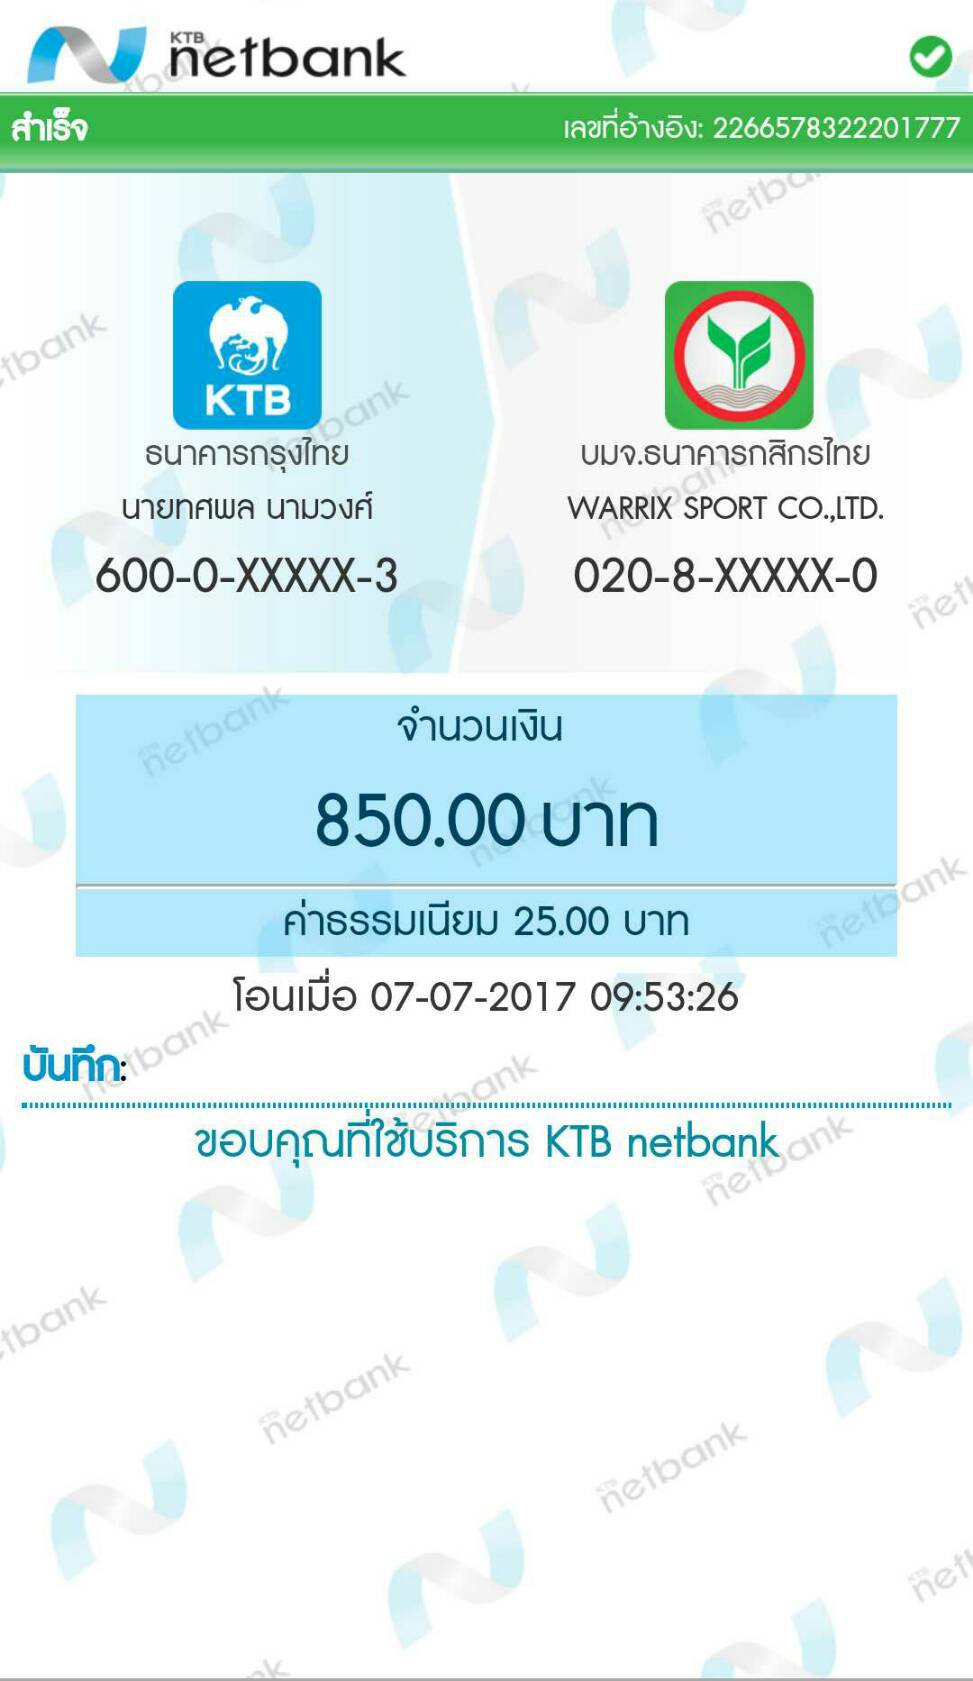 KTB
netbank
สำเร็จ
เลขที่อ้างอิง: 2266578322201777
KTB
ธนาคารกรุงไทย
นายทศพล นามวงศ์
600-0-XXXXX-3
บมจ.ธนาคารกสิกรไทย
WARRIX SPORT CO.,LTD.
020-8-XXXXX-0
จำนวนเงิน
850.00 บาท
ค่าธรรมเนียม 25.00 บาท
โอนเมื่อ 07-07-2017 09:53:26
บันทึก:
ขอบคุณที่ใช้บริการ KTB netbank